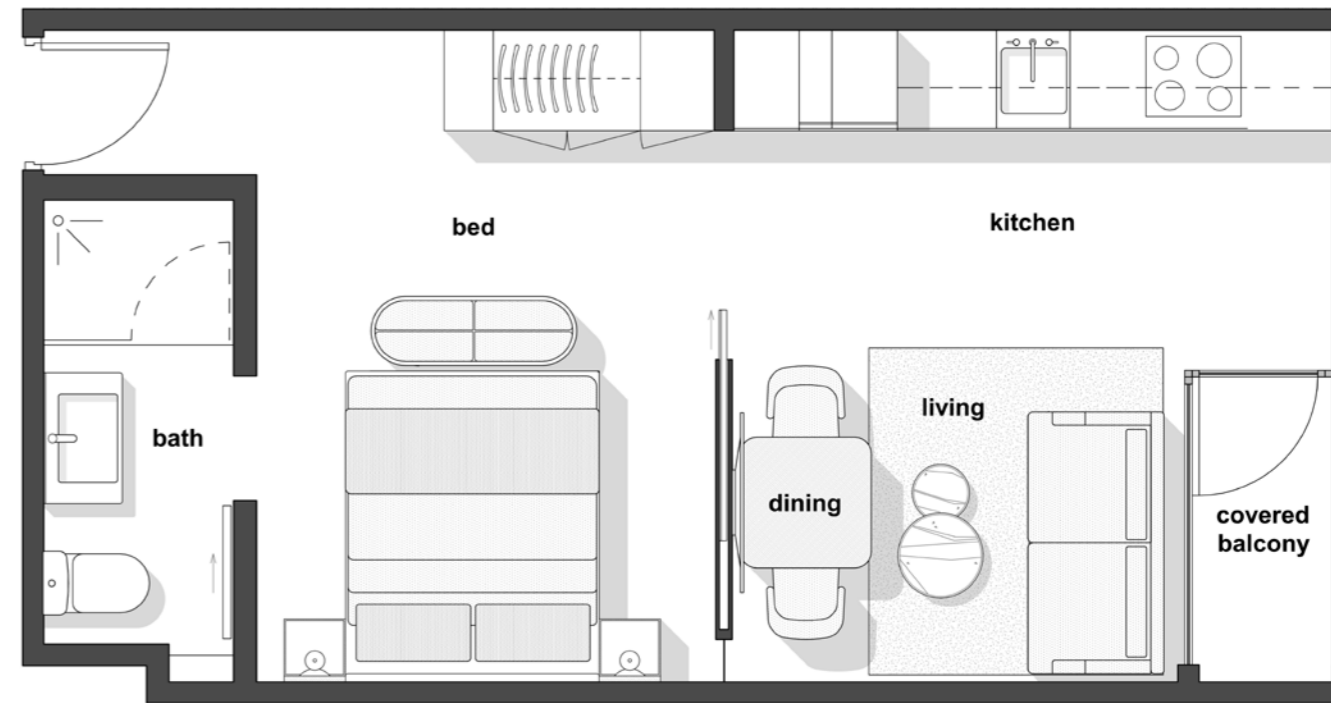 bed
kitchen
living
bath
dining
covered
balcony